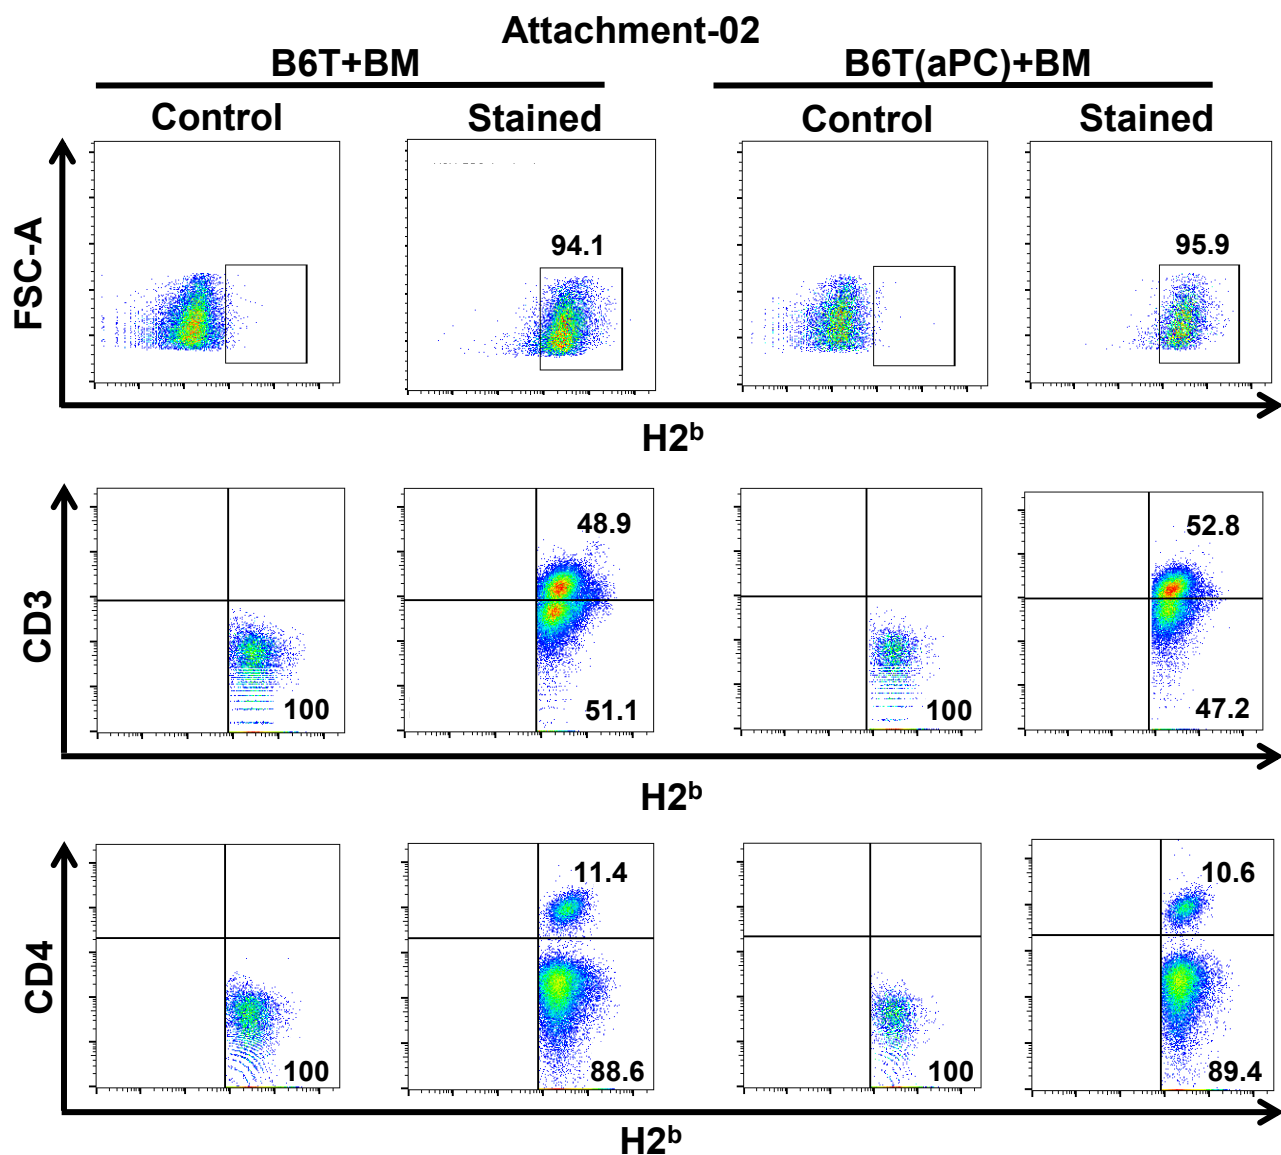 Attachment-02
B6T+BM
B6T(aPC)+BM
Control
Stained
Control
Stained
FSC-A
94.1
95.9
H2ᵇ
CD3
48.9
52.8
100
51.1
100
47.2
H2ᵇ
CD4
11.4
10.6
100
88.6
100
89.4
H2ᵇ